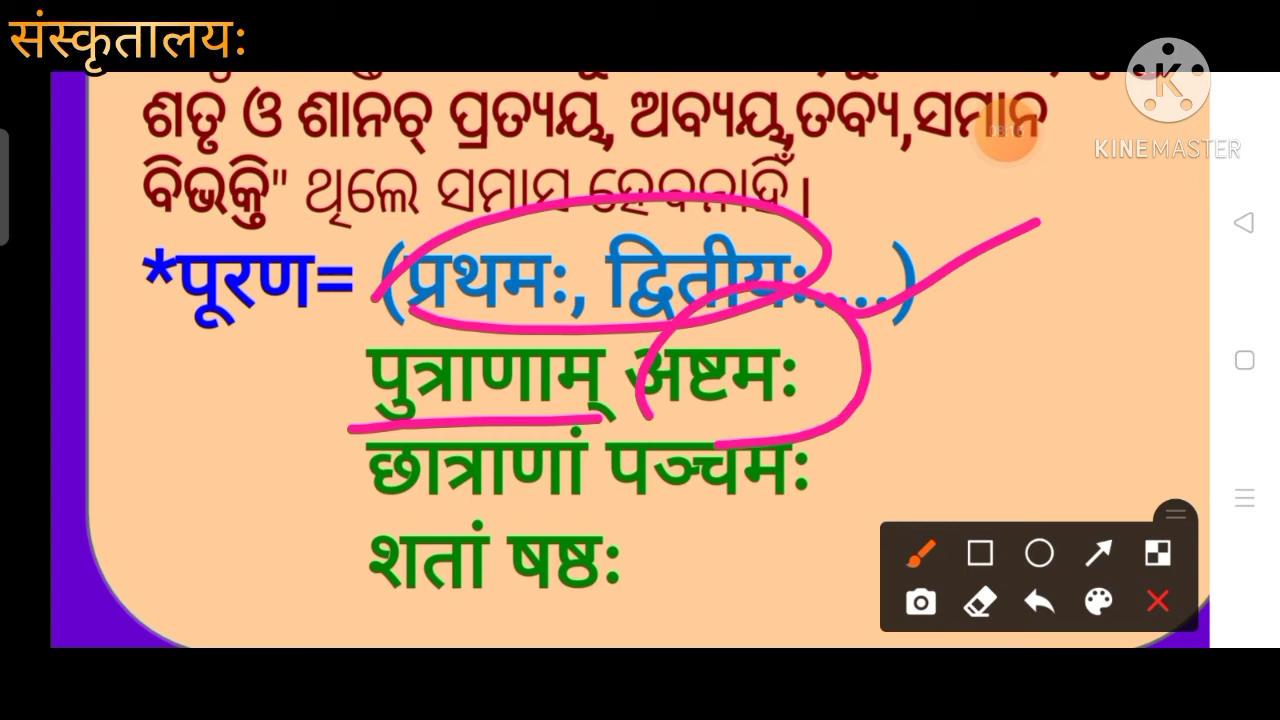 संस्कृतालयः
ଶତୃ ଓ ଶାନଚ୍ ପ୍ରତ୍ୟୟ, ଅବ୍ୟୟ,ତବ୍ୟ,ସମାନ
ବିଭକ୍ତି" ଥିଲେ ସମାସ ହେବନାହିଁ।
*पूरण= (प्रथमः, द्वितीयः....)
पुत्राणाम् अष्टमः
छात्राणां पञ्चमः
शतां षष्ठः
KINEMASTER